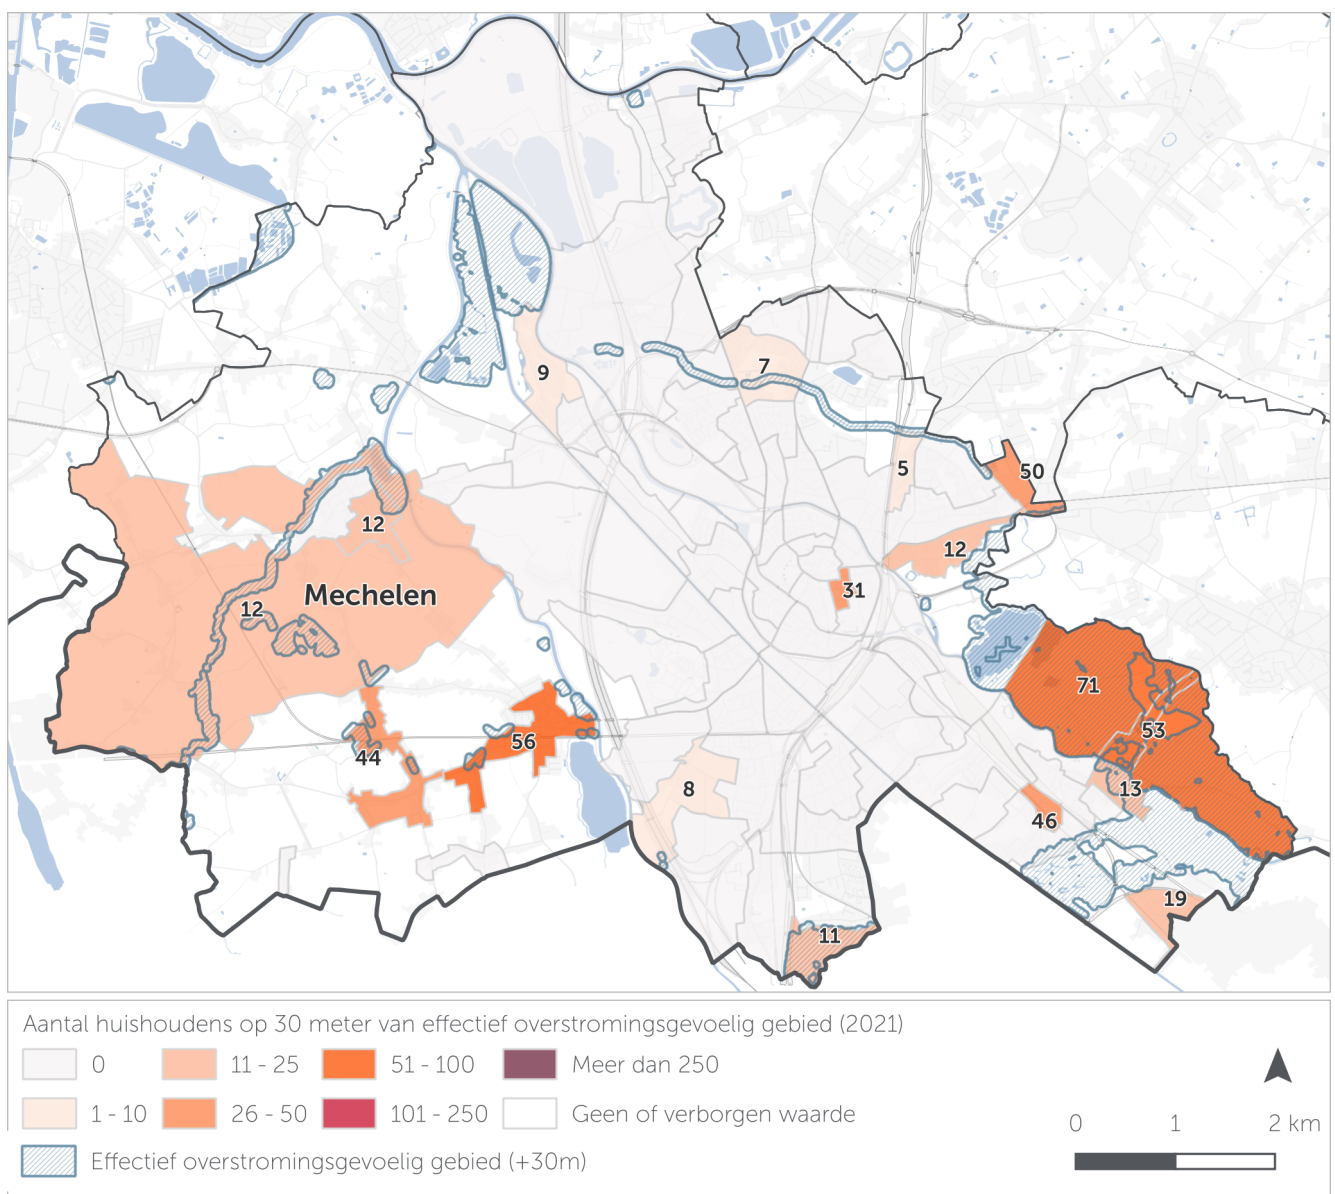 9
7
5
50
12
12
31
Mechelen
12
71
53
56
44
13
8
46
19
11
Aantal huishoudens op 30 meter van effectief overstromingsgevoelig gebied (2021)
0
11 - 25
51 - 100
Meer dan 250
1 - 10
26 - 50
101 - 250
Geen of verborgen waarde
0 1 2 km
Effectief overstromingsgevoelig gebied (+30m)